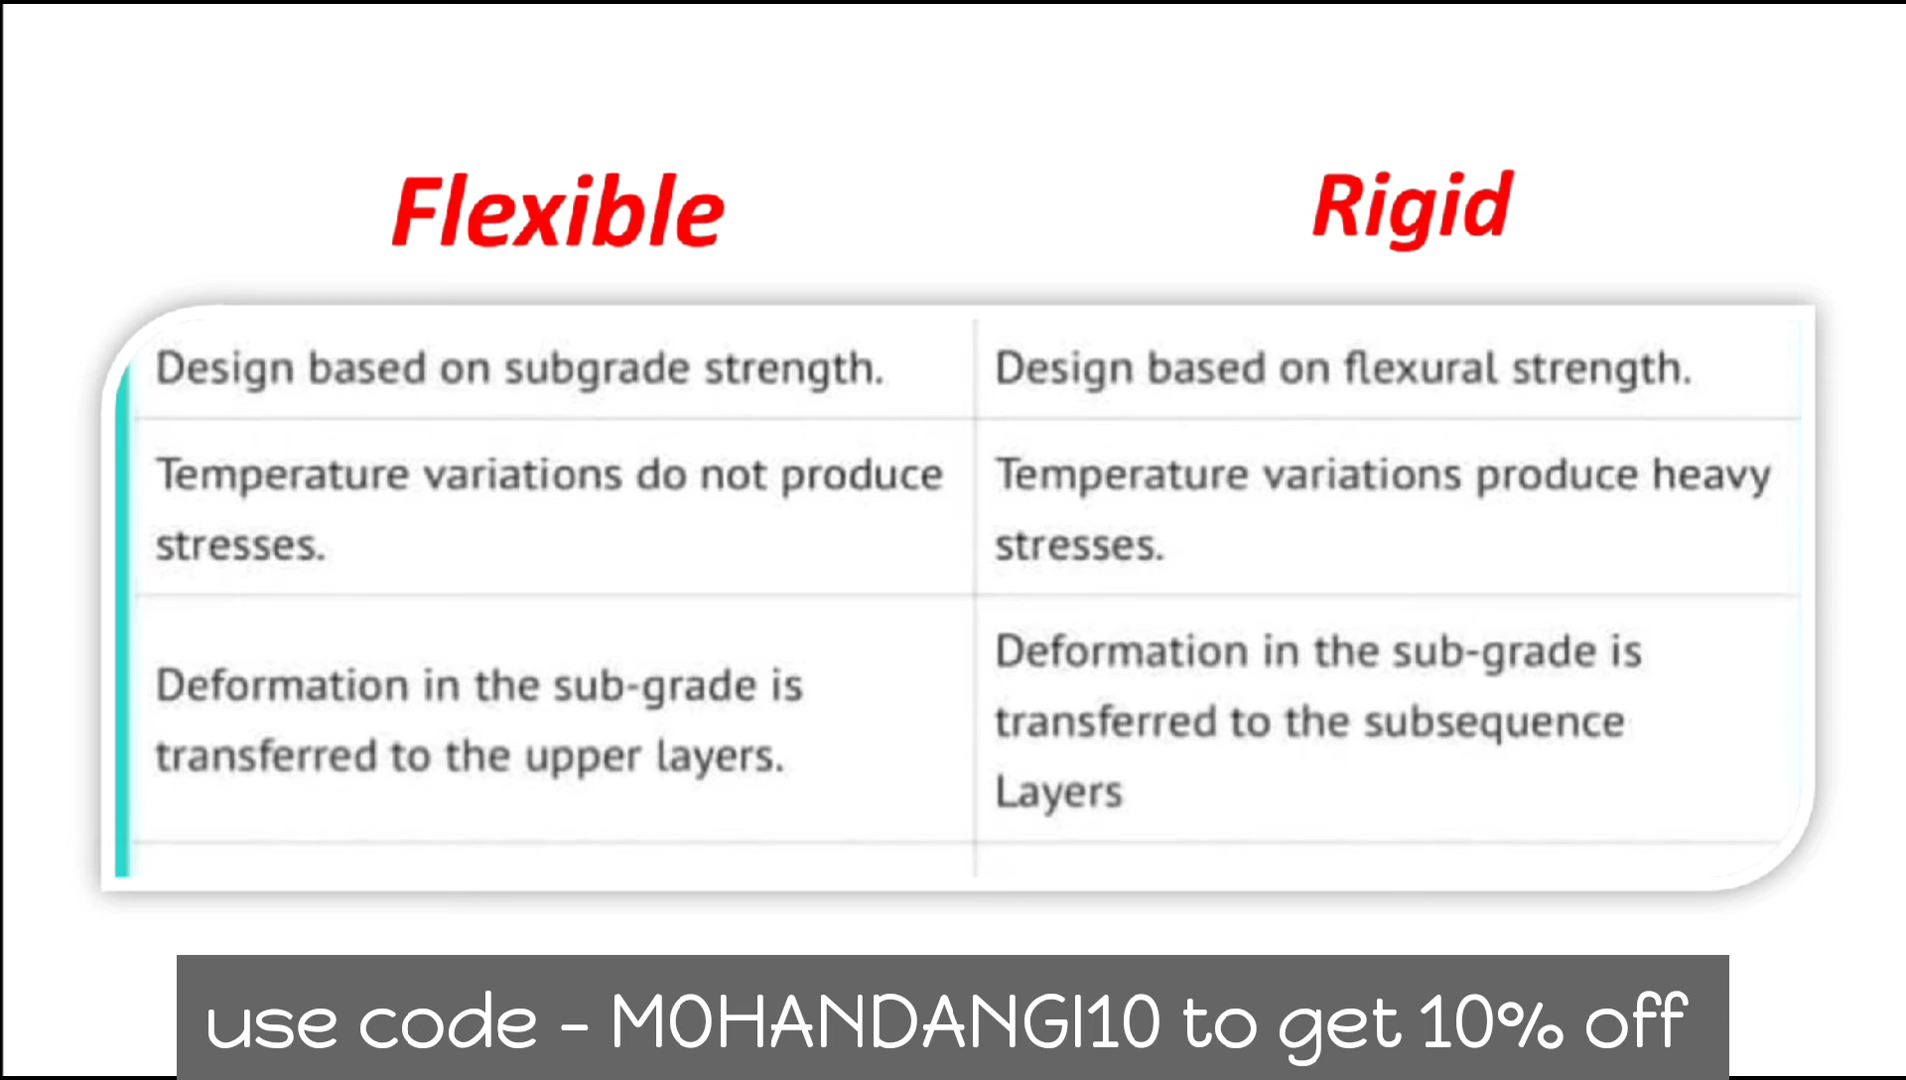 Flexible
Rigid
Design based on subgrade strength.
Design based on flexural strength.
Temperature variations do not produce
stresses.
Temperature variations produce heavy
stresses.
Deformation in the sub-grade is
transferred to the upper layers.
Deformation in the sub-grade is
transferred to the subsequence
Layers
use code - MOHANDANGI10 to get 10% off